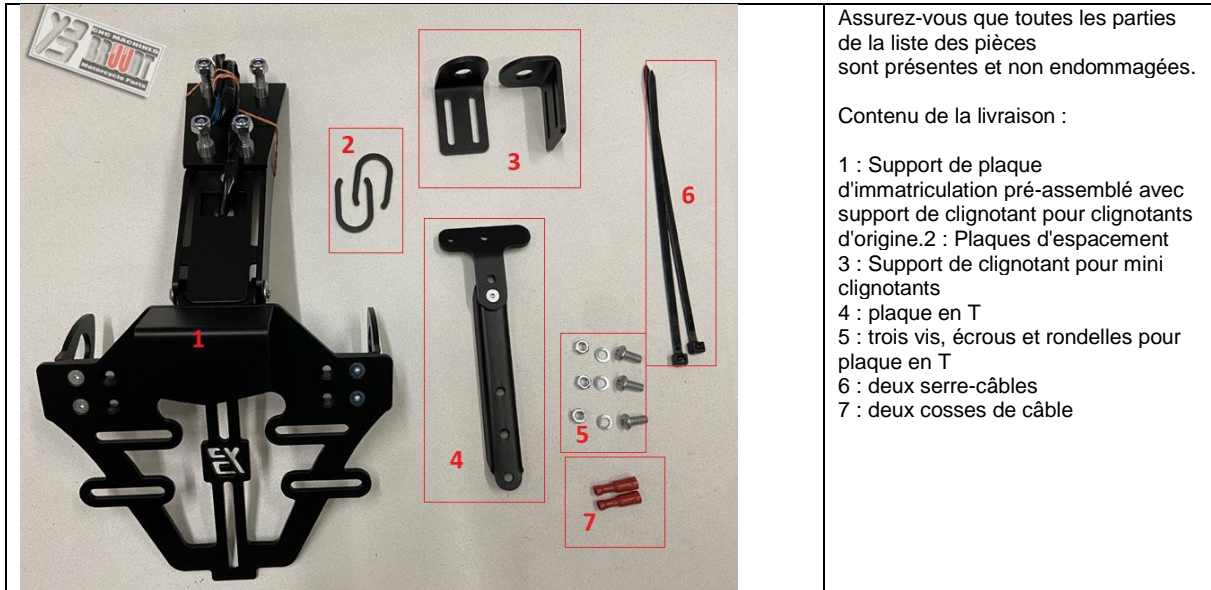 CNC MACHINED
BRUUDT
Motorcycle Parts
1
2
3
4
5
6
7
Assurez-vous que toutes les parties
de la liste des pièces
sont présentes et non endommagées.
Contenu de la livraison :
1 : Support de plaque
d'immatriculation pré-assemblé avec
support de clignotant pour clignotants
d'origine.2 : Plaques d'espacement
3 : Support de clignotant pour mini
clignotants
4 : plaque en T
5 : trois vis, écrous et rondelles pour
plaque en T
6 : deux serre-câbles
7 : deux cosses de câble